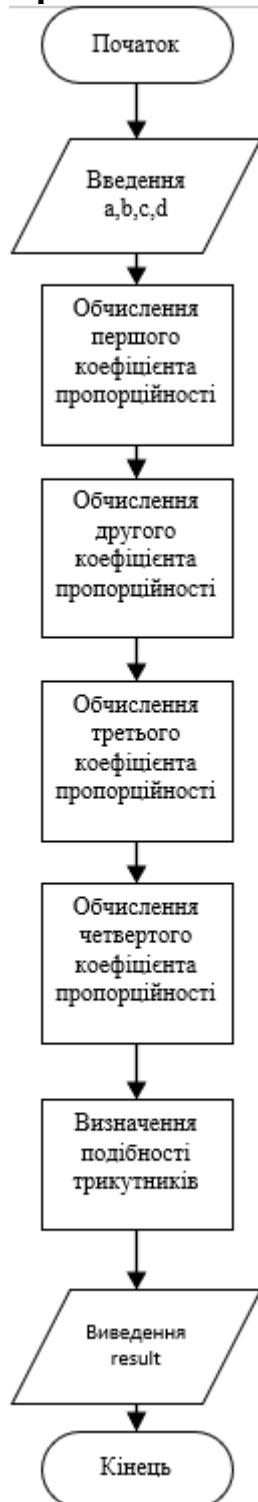 Початок
Введення
a,b,c,d
Обчислення
першого
коефіцієнта
пропорційності
Обчислення
другого
коефіцієнта
пропорційності
Обчислення
третього
коефіцієнта
пропорційності
Обчислення
четвертого
коефіцієнта
пропорційності
Визначення
подібності
трикутників
Виведення
result
Кінець